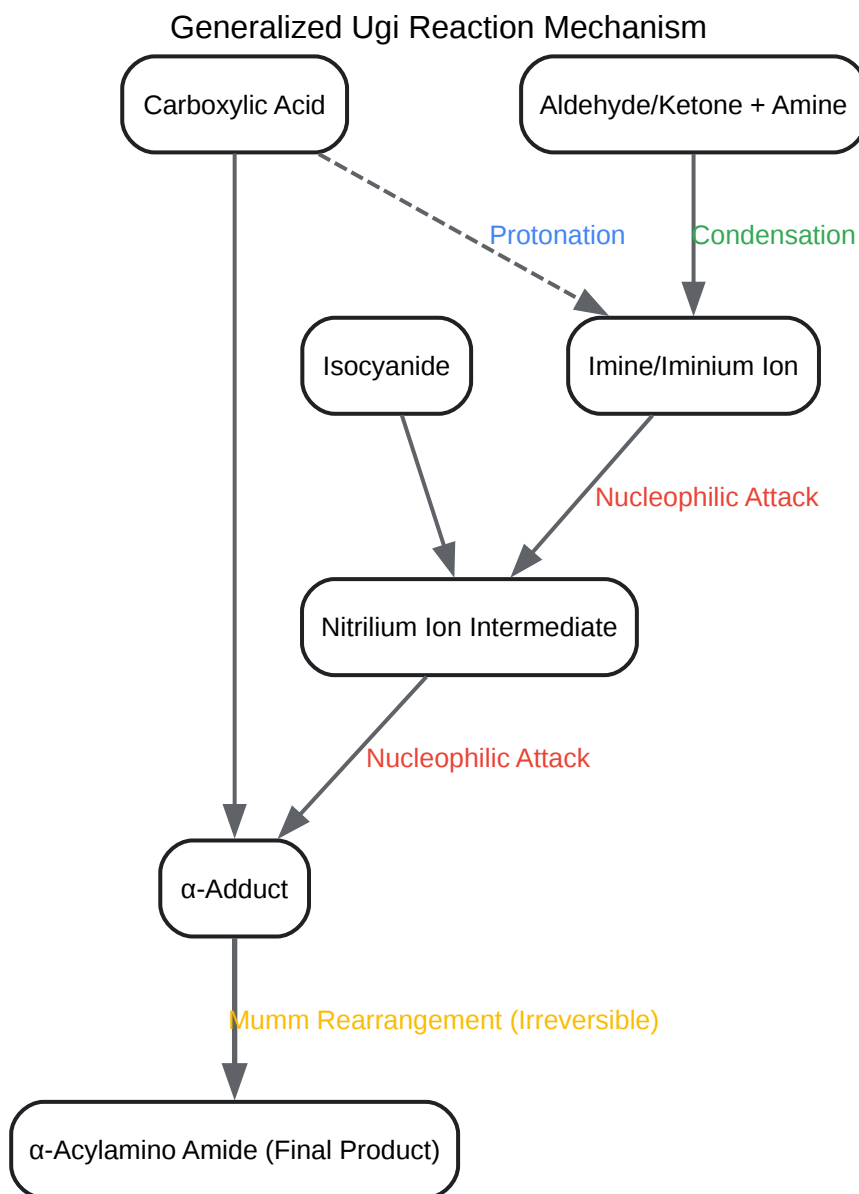 Generalized Ugi Reaction Mechanism
Carboxylic Acid
Aldehyde/Ketone + Amine
Protonation
Condensation
Isocyanide
Imine/Iminium Ion
Nucleophilic Attack
Nitrilium Ion Intermediate
Nucleophilic Attack
α-Adduct
Mumm Rearrangement (Irreversible)
α-Acylamino Amide (Final Product)